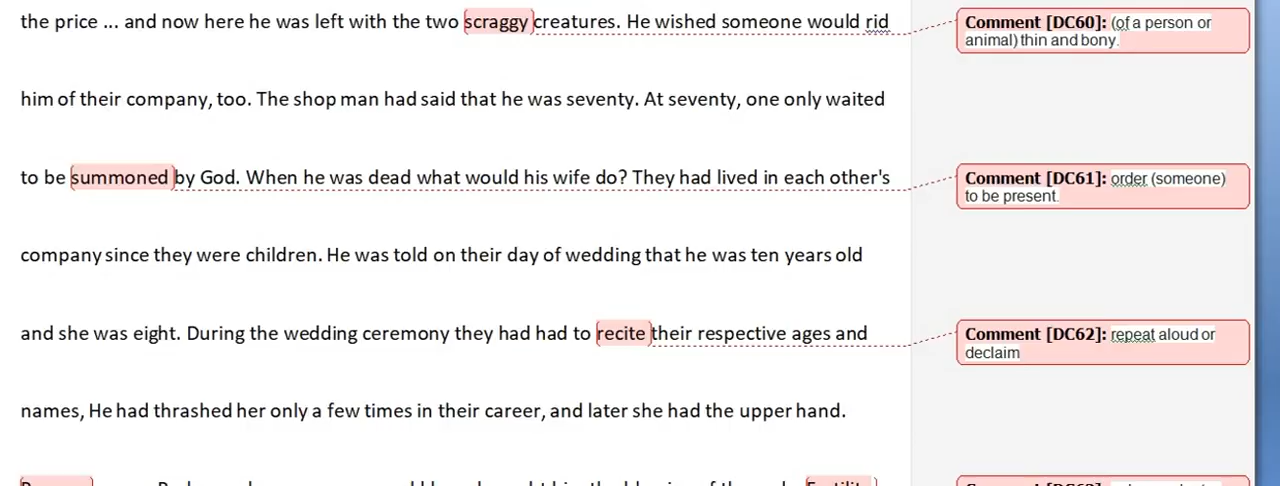 the price ... and now here he was left with the two scraggy creatures. He wished someone would rid
him of their company, too. The shop man had said that he was seventy. At seventy, one only waited
to be summoned by God. When he was dead what would his wife do? They had lived in each other's
company since they were children. He was told on their day of wedding that he was ten years old
and she was eight. During the wedding ceremony they had had to recite their respective ages and
names, He had thrashed her only a few times in their career, and later she had the upper hand.
Comment [DC60]: (of a person or
animal) thin and bony.
Comment [DC61]: order (someone)
to be present.
Comment [DC62]: repeat aloud or
declaim